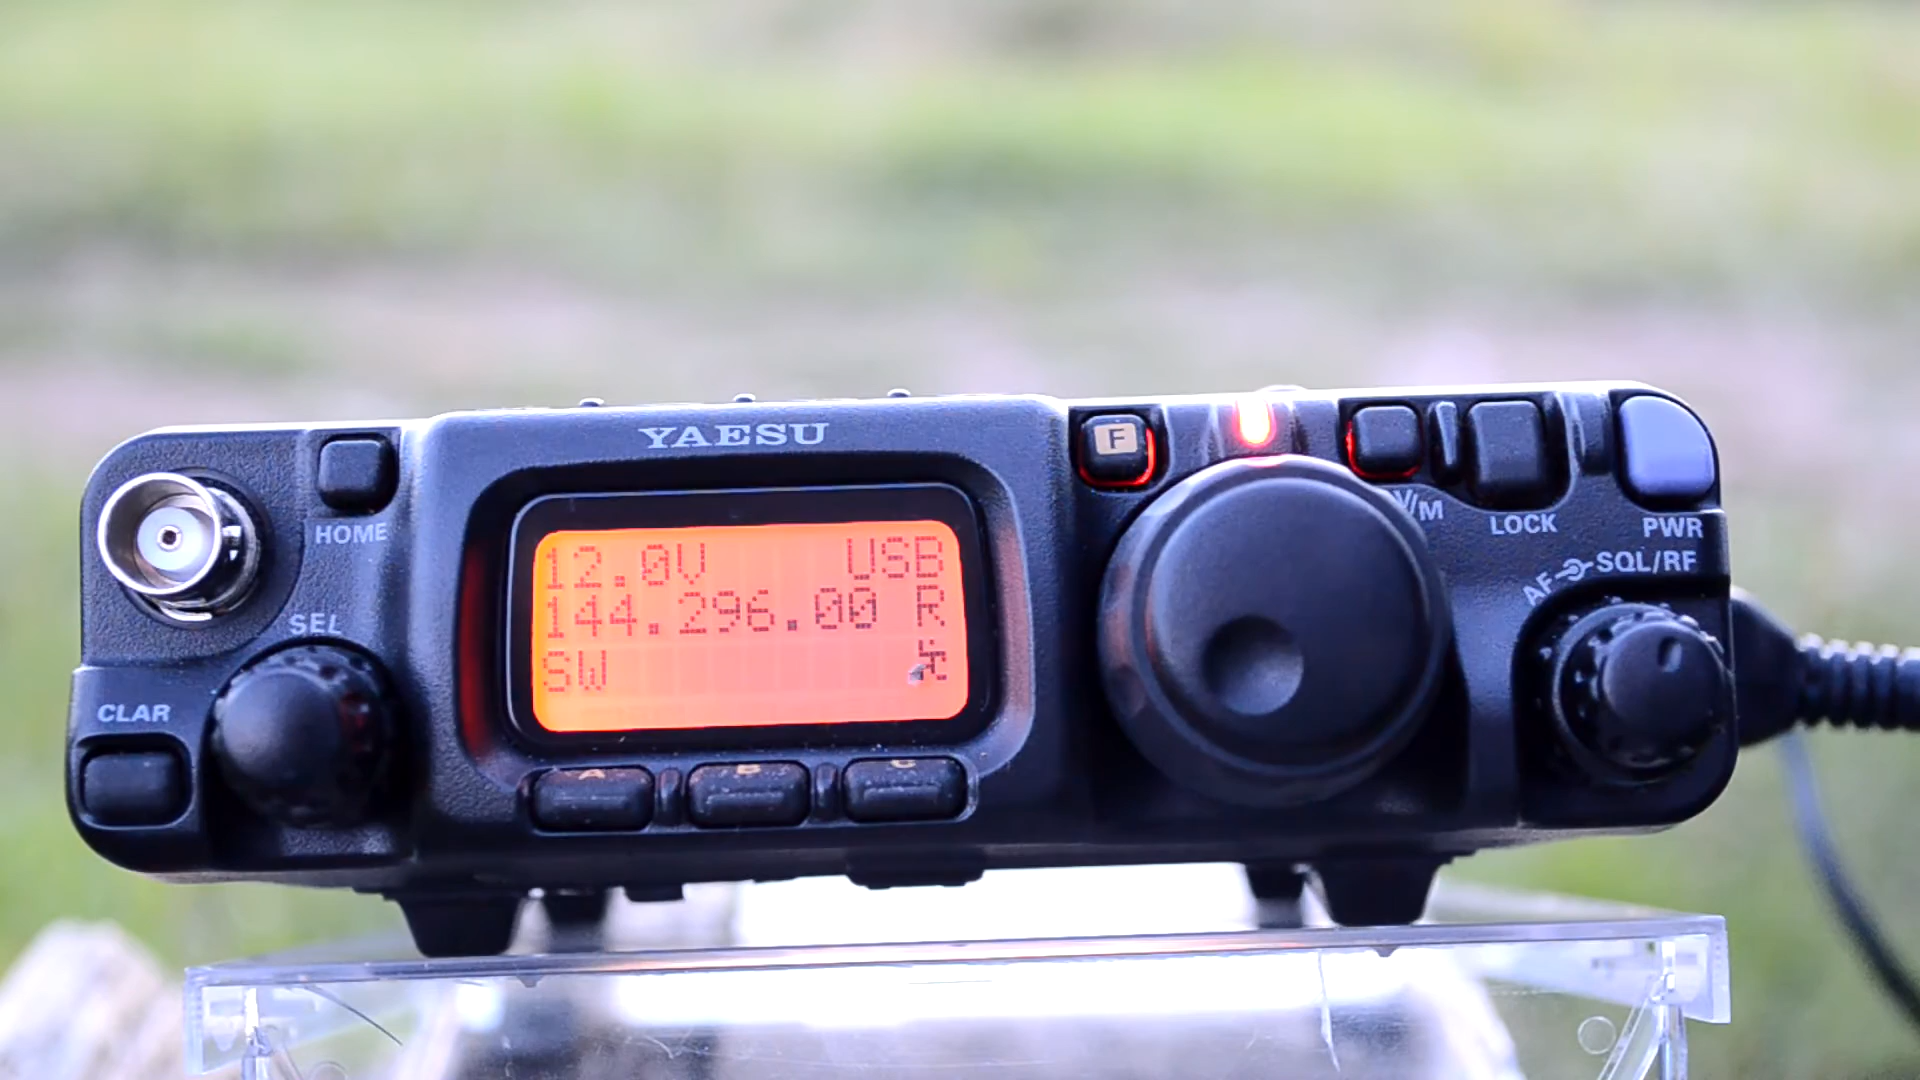 YAESU
F
HOME
V/M
LOCK
PWR
12.0V USB
144.296.00 R
SW
AF SQL/RF
SEL
CLAR
A B C